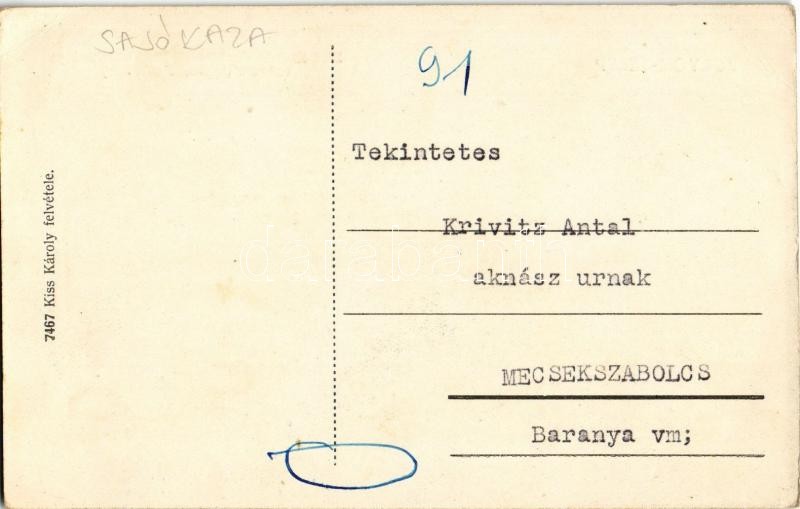 SAJÓKAZA
91
Tekintetes
Krivitz Antal
aknász urnak
MECSEKSZABOLCS
Baranya vm;
7467 Kiss Károly felvétele.